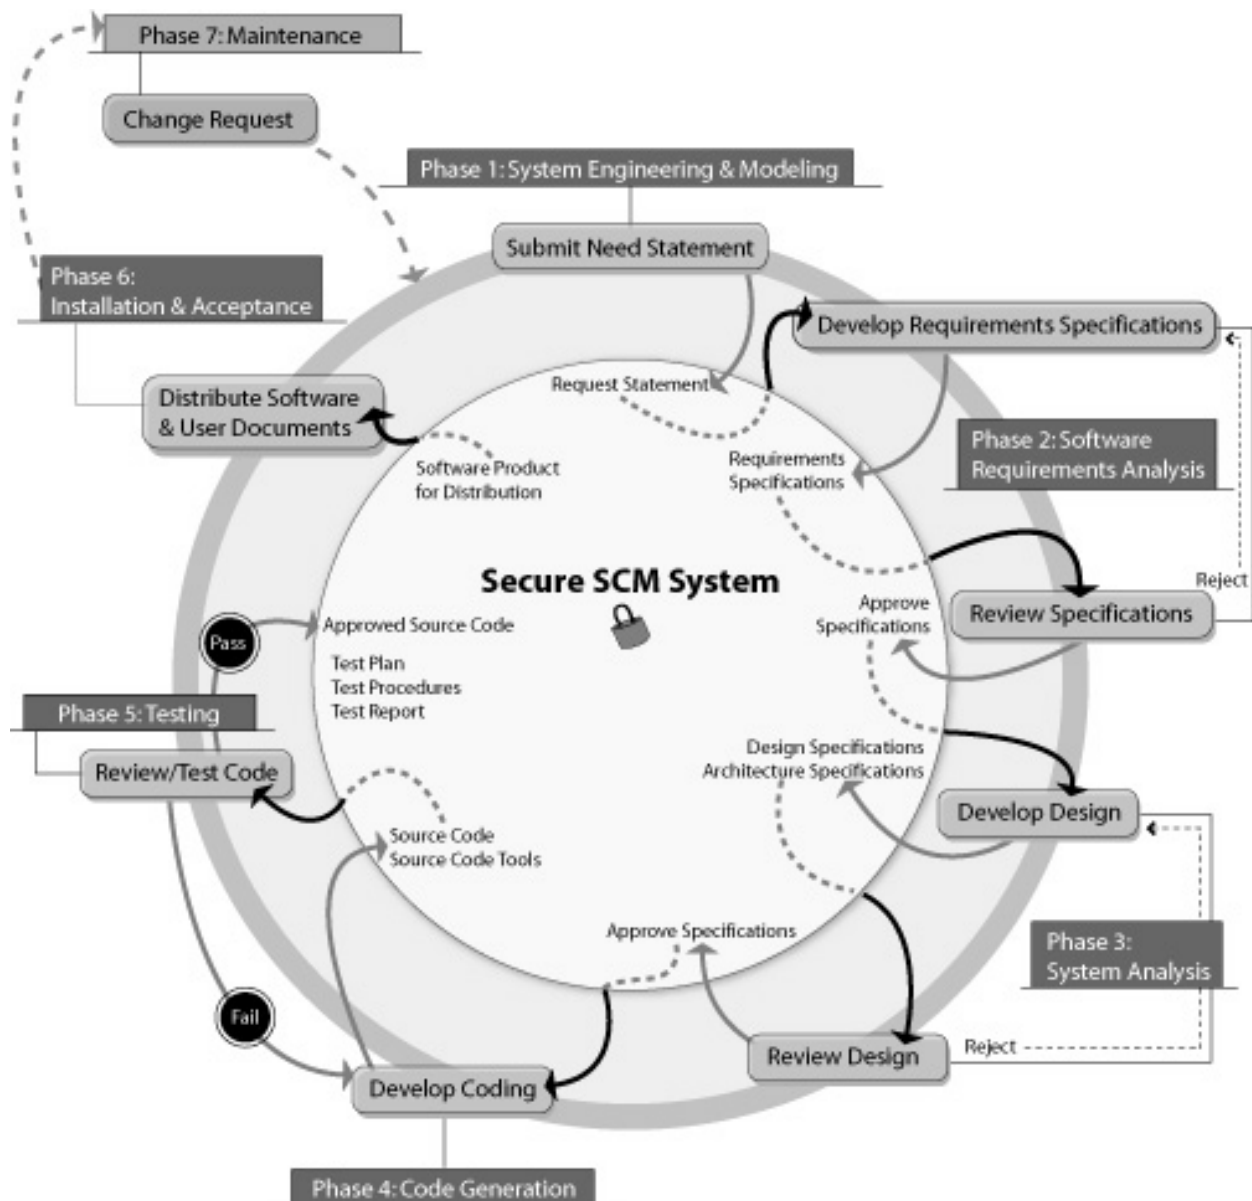 Phase 7: Maintenance
Change Request
Phase 1: System Engineering & Modeling
Submit Need Statement
Phase 6:
Installation & Acceptance
Develop Requirements Specifications
Request Statement
Distribute Software
& User Documents
Phase 2: Software
Requirements Analysis
Requirements
Specifications
Software Product
for Distribution
Secure SCM System
Reject
Review Specifications
Approve
Specifications
Pass
Approved Source Code
Test Plan
Test Procedures
Test Report
Phase 5: Testing
Review/Test Code
Design Specifications
Architecture Specifications
Develop Design
Source Code
Source Code Tools
Approve Specifications
Phase 3:
System Analysis
Fail
Review Design
Reject
Develop Coding
Phase 4: Code Generation